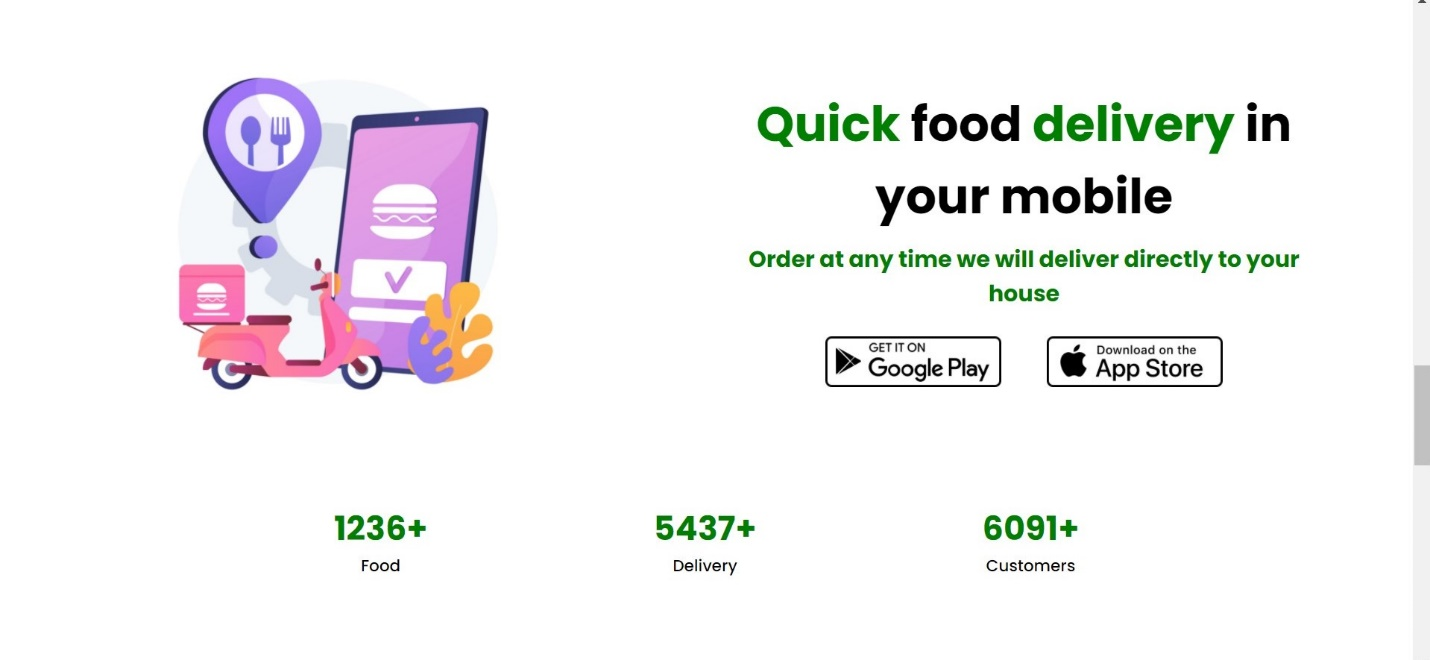 Quick food delivery in
your mobile
Order at any time we will deliver directly to your
house
GET IT ON
Google Play
Download on the
App Store
1236+
5437+
6091+
Food
Delivery
Customers